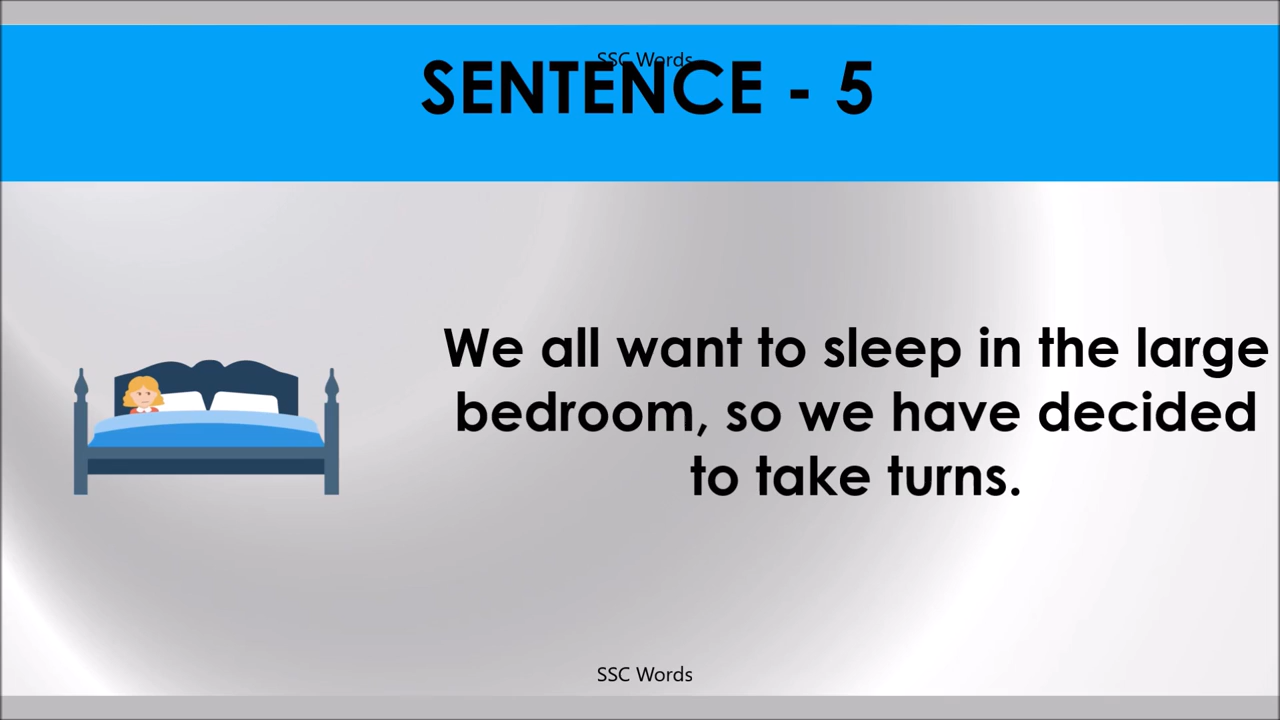 SSC Words
SENTENCE - 5
We all want to sleep in the large
bedroom, so we have decided
to take turns.
SSC Words